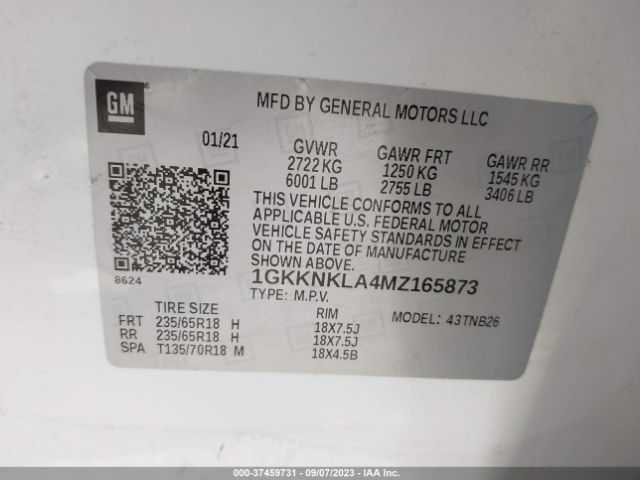 GM
MFD BY GENERAL MOTORS LLC
01/21
GVWR GAWR FRT GAWR RR
2722 KG 1250 KG 1545 KG
6001 LB 2755 LB 3406 LB
THIS VEHICLE CONFORMS TO ALL
APPLICABLE U.S. FEDERAL MOTOR
VEHICLE SAFETY STANDARDS IN EFFECT
ON THE DATE OF MANUFACTURE
SHOWN ABOVE.
8624
1GKKNKLA4MZ165873
TYPE: M.P.V.
TIRE SIZE RIM MODEL: 43TNB26
FRT 235/65R18 H 18X7.5J
RR 235/65R18 H 18X7.5J
SPA T135/70R18 M 18X4.5B
000-37459731 - 09/07/2023 - IAA Inc.